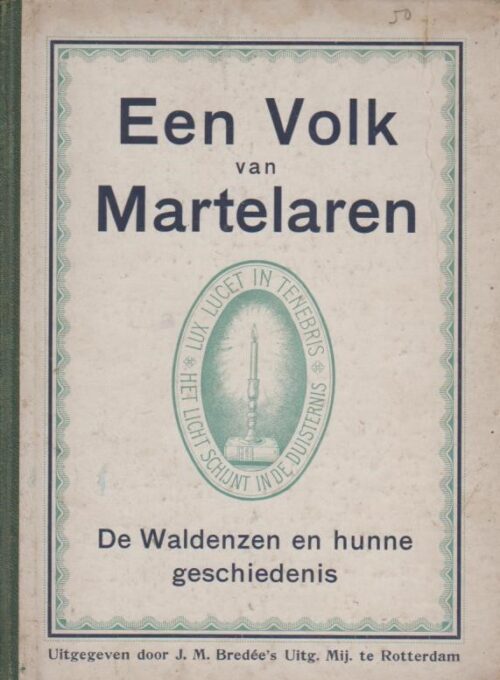 50
Een Volk
van
Martelaren
LUX LUCET IN TENEBRIS
HET LICHT SCHIJNT IN DE DUISTERNIS
De Waldenzen en hunne
geschiedenis
Uitgegeven door J. M. Bredée's Uitg. Mij. te Rotterdam